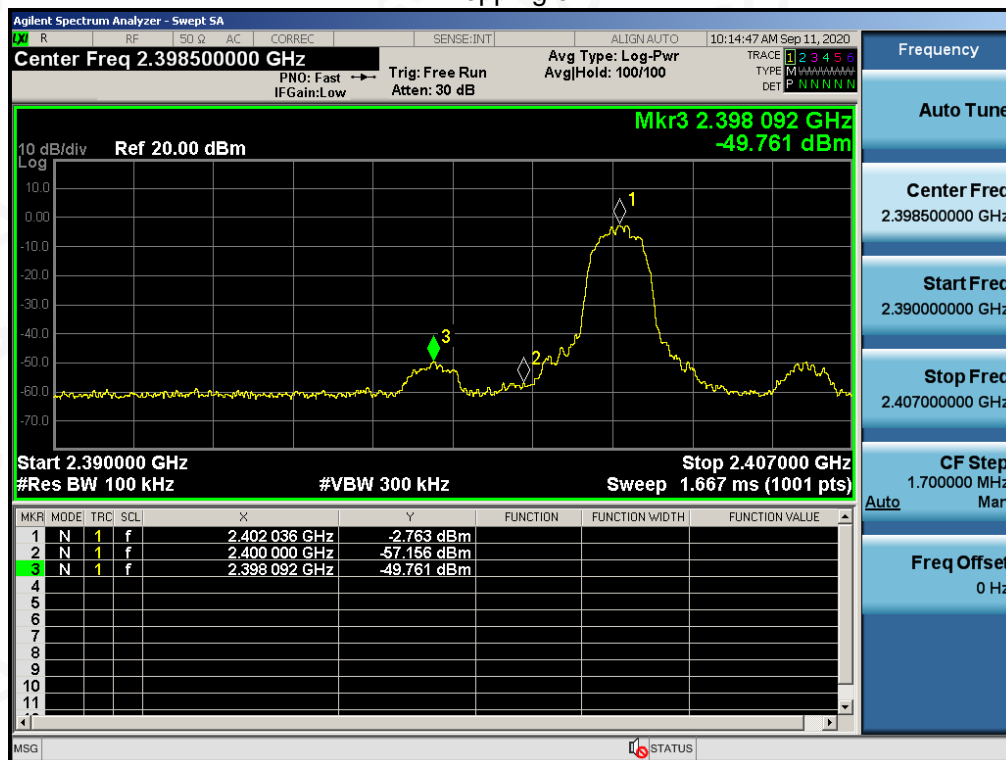 Agilent Spectrum Analyzer - Swept SA
LXI R RF 50 Ω AC CORREC SENSE:INT ALIGNAUTO 10:14:47 AM Sep 11, 2020
Center Freq 2.398500000 GHz
PNO: Fast
IFGain:Low
Trig: Free Run
Atten: 30 dB
Avg Type: Log-Pwr
Avg|Hold: 100/100
TRACE 1 2 3 4 5 6
TYPE M
DET P N N N N N
Mkr3 2.398 092 GHz
-49.761 dBm
10 dB/div Ref 20.00 dBm
Log
10.0
0.00
-10.0
-20.0
-30.0
-40.0
-50.0
-60.0
-70.0
1
2
3
Start 2.390000 GHz Stop 2.407000 GHz
#Res BW 100 kHz #VBW 300 kHz Sweep 1.667 ms (1001 pts)
MKR MODE TRC SCL X Y FUNCTION FUNCTION WIDTH FUNCTION VALUE
1 N 1 f 2.402 036 GHz -2.763 dBm
2 N 1 f 2.400 000 GHz -57.156 dBm
3 N 1 f 2.398 092 GHz -49.761 dBm
4
5
6
7
8
9
10
11
MSG STATUS
Frequency
Auto Tune
Center Freq
2.398500000 GHz
Start Freq
2.390000000 GHz
Stop Freq
2.407000000 GHz
CF Step
1.700000 MHz
Auto Man
Freq Offset
0 Hz